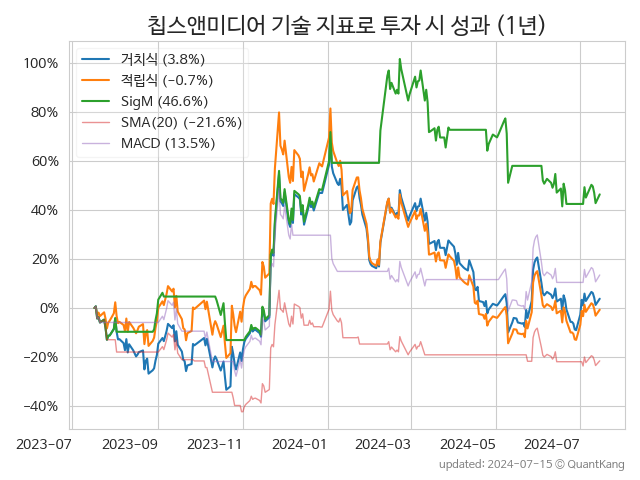 칩스앤미디어 기술 지표로 투자 시 성과 (1년)
거치식 (3.8%)
적립식 (−0.7%)
SigM (46.6%)
SMA(20) (−21.6%)
MACD (13.5%)
100%
80%
60%
40%
20%
0%
−20%
−40%
2023-07 2023-09 2023-11 2024-01 2024-03 2024-05 2024-07
updated: 2024-07-15 © QuantKang